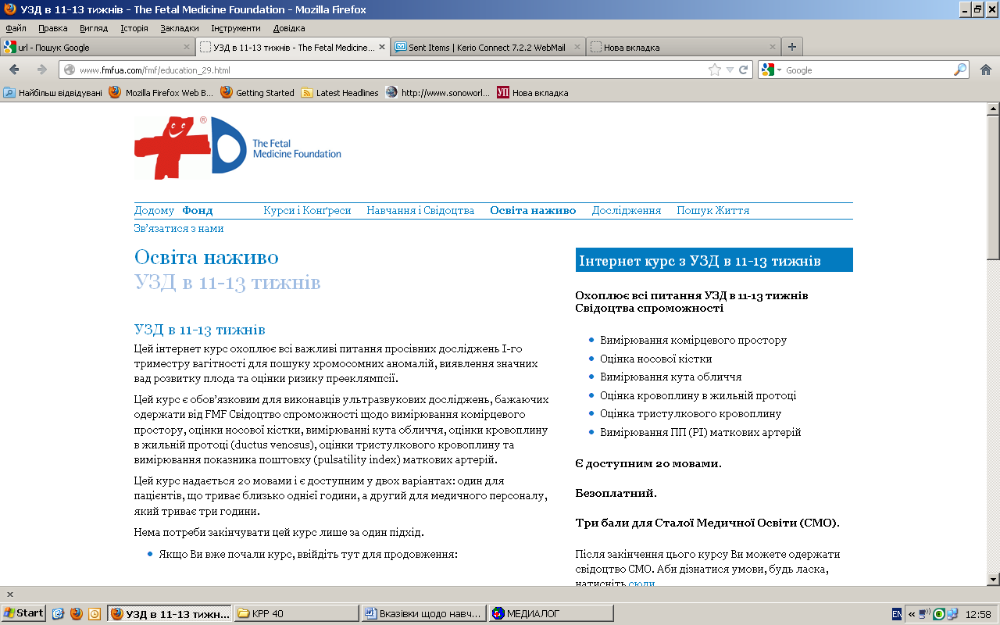 УЗД в 11-13 тижнів - The Fetal Medicine Foundation - Mozilla Firefox
Файл Правка Вигляд Історія Закладки Інструменти Довідка
url - Пошук Google
УЗД в 11-13 тижнів - The Fetal Medicine...
Sent Items | Kerio Connect 7.2.2 WebMail
Нова вкладка
www.fmfua.com/fmf/education_29.html
Google
Найбільш відвідувані
Mozilla Firefox Web B...
Getting Started
Latest Headlines
http://www.sonoworl...
УП
Нова вкладка
®
The Fetal
Medicine Foundation
Додому Фонд Курси і Конґреси Навчання і Свідоцтва Освіта наживо Дослідження Пошук Життя
Зв'язатися з нами
Освіта наживо
УЗД в 11-13 тижнів
УЗД в 11-13 тижнів
Цей інтернет курс охоплює всі важливі питання просівних досліджень I-го
триместру вагітності для пошуку хромосомних аномалій, виявлення значних
вад розвитку плода та оцінки ризику прееклямпсії.
Цей курс є обов'язковим для виконавців ультразвукових досліджень, бажаючих
одержати від FMF Свідоцтво спроможності щодо вимірювання комірцевого
простору, оцінки носової кістки, вимірюванні кута обличчя, оцінки кровоплину
в жильній протоці (ductus venosus), оцінки тристулкового кровоплину та
вимірювання показника поштовху (pulsatility index) маткових артерій.
Цей курс надається 20 мовами і є доступним у двох варіантах: один для
пацієнтів, що триває близько однієї години, а другий для медичного персоналу,
який триває три години.
Нема потреби закінчувати цей курс лише за один підхід.
Якщо Ви вже почали курс, ввійдіть тут для продовження:
Інтернет курс з УЗД в 11-13 тижнів
Охоплює всі питання УЗД в 11-13 тижнів
Свідоцтва спроможності
Вимірювання комірцевого простору
Оцінка носової кістки
Вимірювання кута обличчя
Оцінка кровоплину в жильній протоці
Оцінка тристулкового кровоплину
Вимірювання ПП (PI) маткових артерій
Є доступним 20 мовами.
Безоплатний.
Три бали для Сталої Медичної Освіти (СМО).
Після закінчення цього курсу Ви можете одержати
свідоцтво СМО. Аби дізнатися умови, будь ласка,
натисніть сюди
Start
УЗД в 11-13 тижн...
КРР 40
Вказівки щодо навч...
МЕДИАЛОГ
EN
12:58